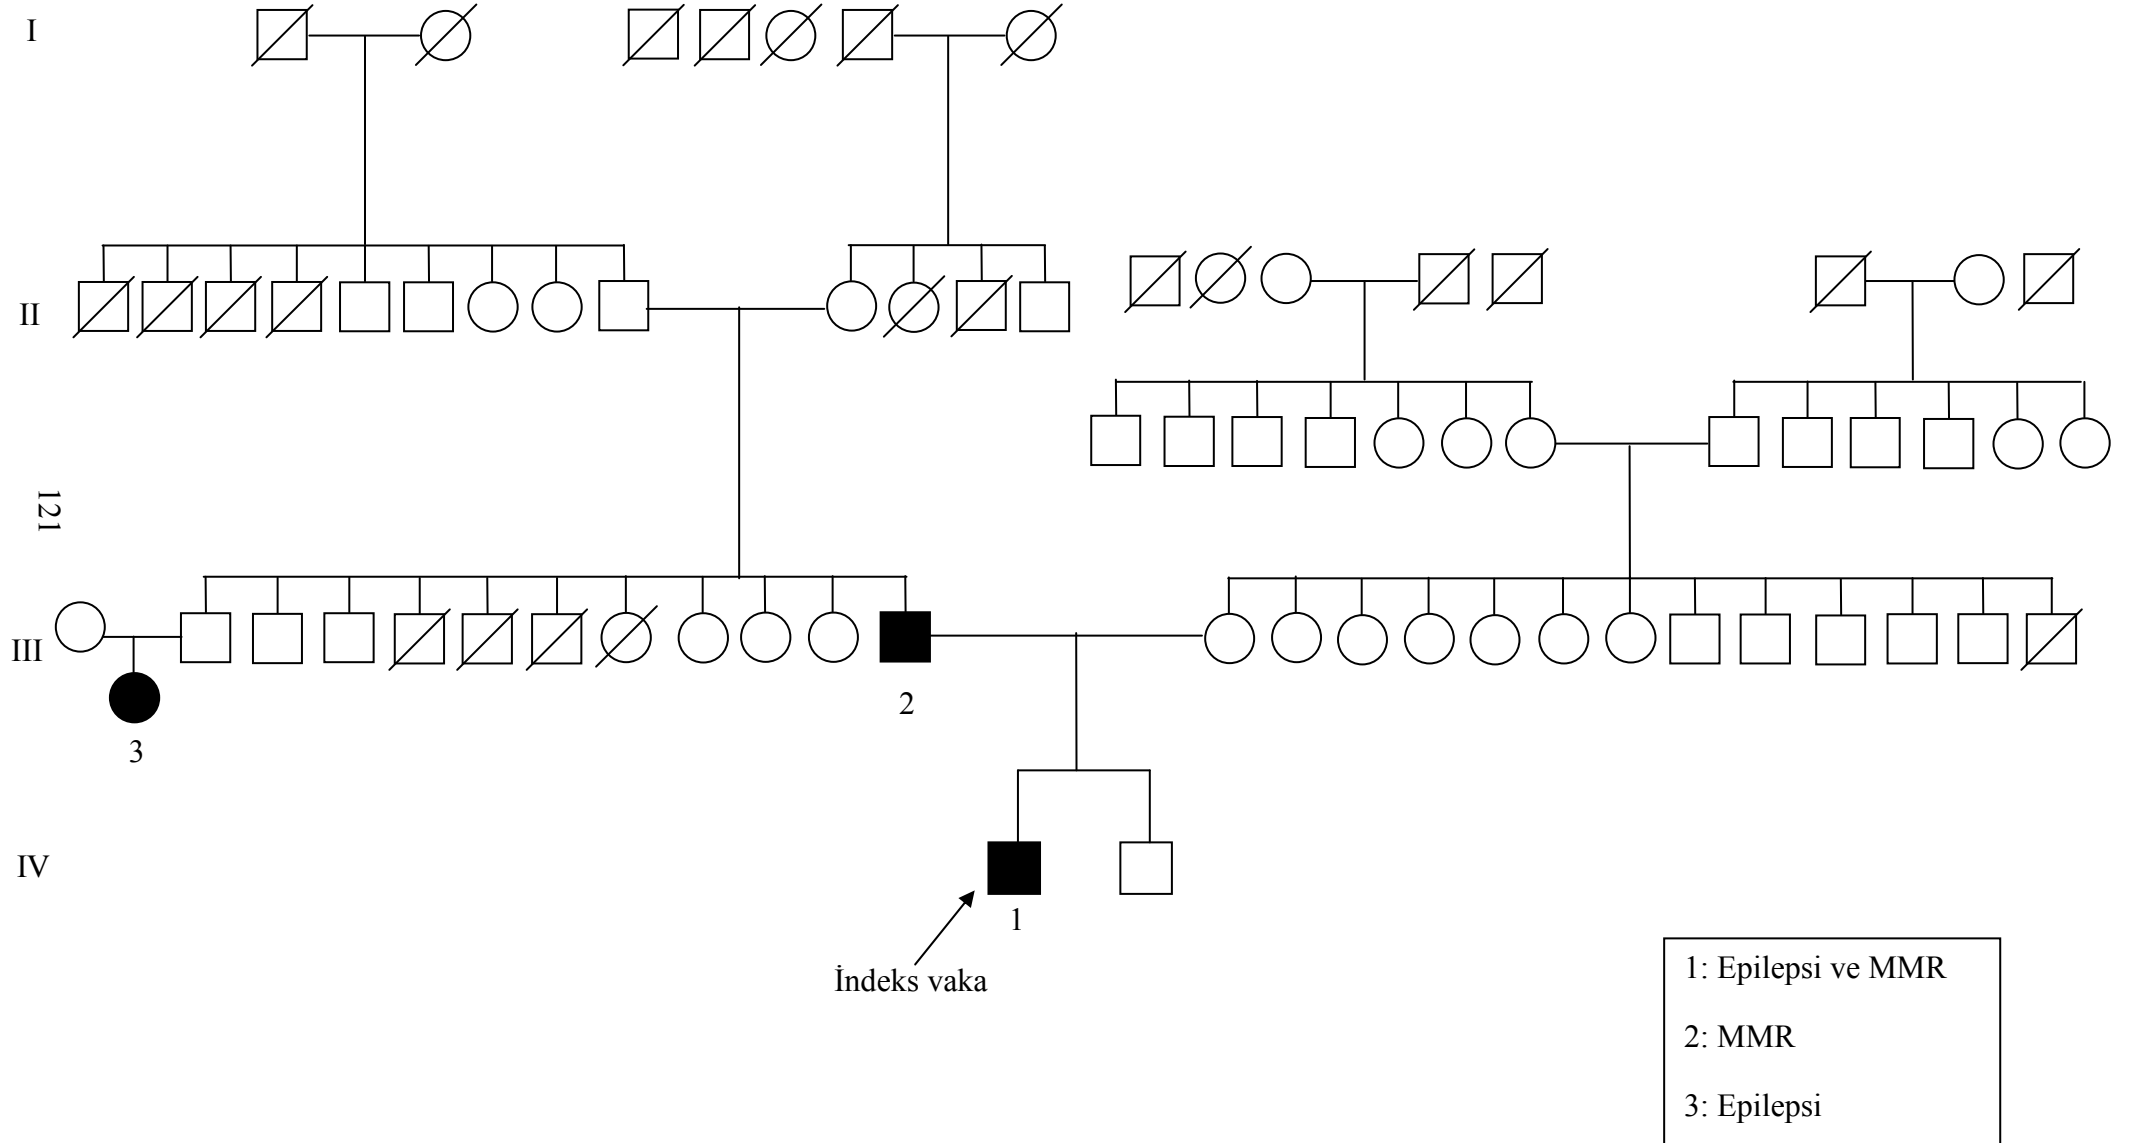 I
II
121
III
3
2
IV
1
İndeks vaka
1: Epilepsi ve MMR
2: MMR
3: Epilepsi